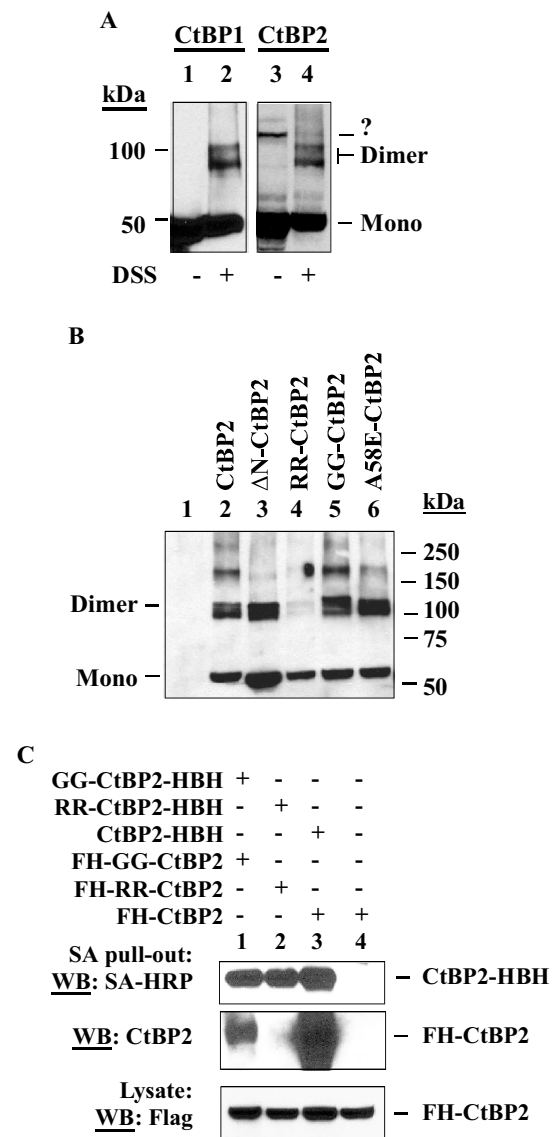 A
CtBP1 CtBP2
1 2 3 4
kDa
?
100
Dimer
50
Mono
DSS - + - +
B
CtBP2
ΔN-CtBP2
RR-CtBP2
GG-CtBP2
A58E-CtBP2
1 2 3 4 5 6 kDa
250
150
Dimer
100
75
Mono
50
C
GG-CtBP2-HBH + - - -
RR-CtBP2-HBH - + - -
CtBP2-HBH - - + -
FH-GG-CtBP2 + - - -
FH-RR-CtBP2 - + - -
FH-CtBP2 - - + +
1 2 3 4
SA pull-out:
WB: SA-HRP
CtBP2-HBH
WB: CtBP2
FH-CtBP2
Lysate:
WB: Flag
FH-CtBP2